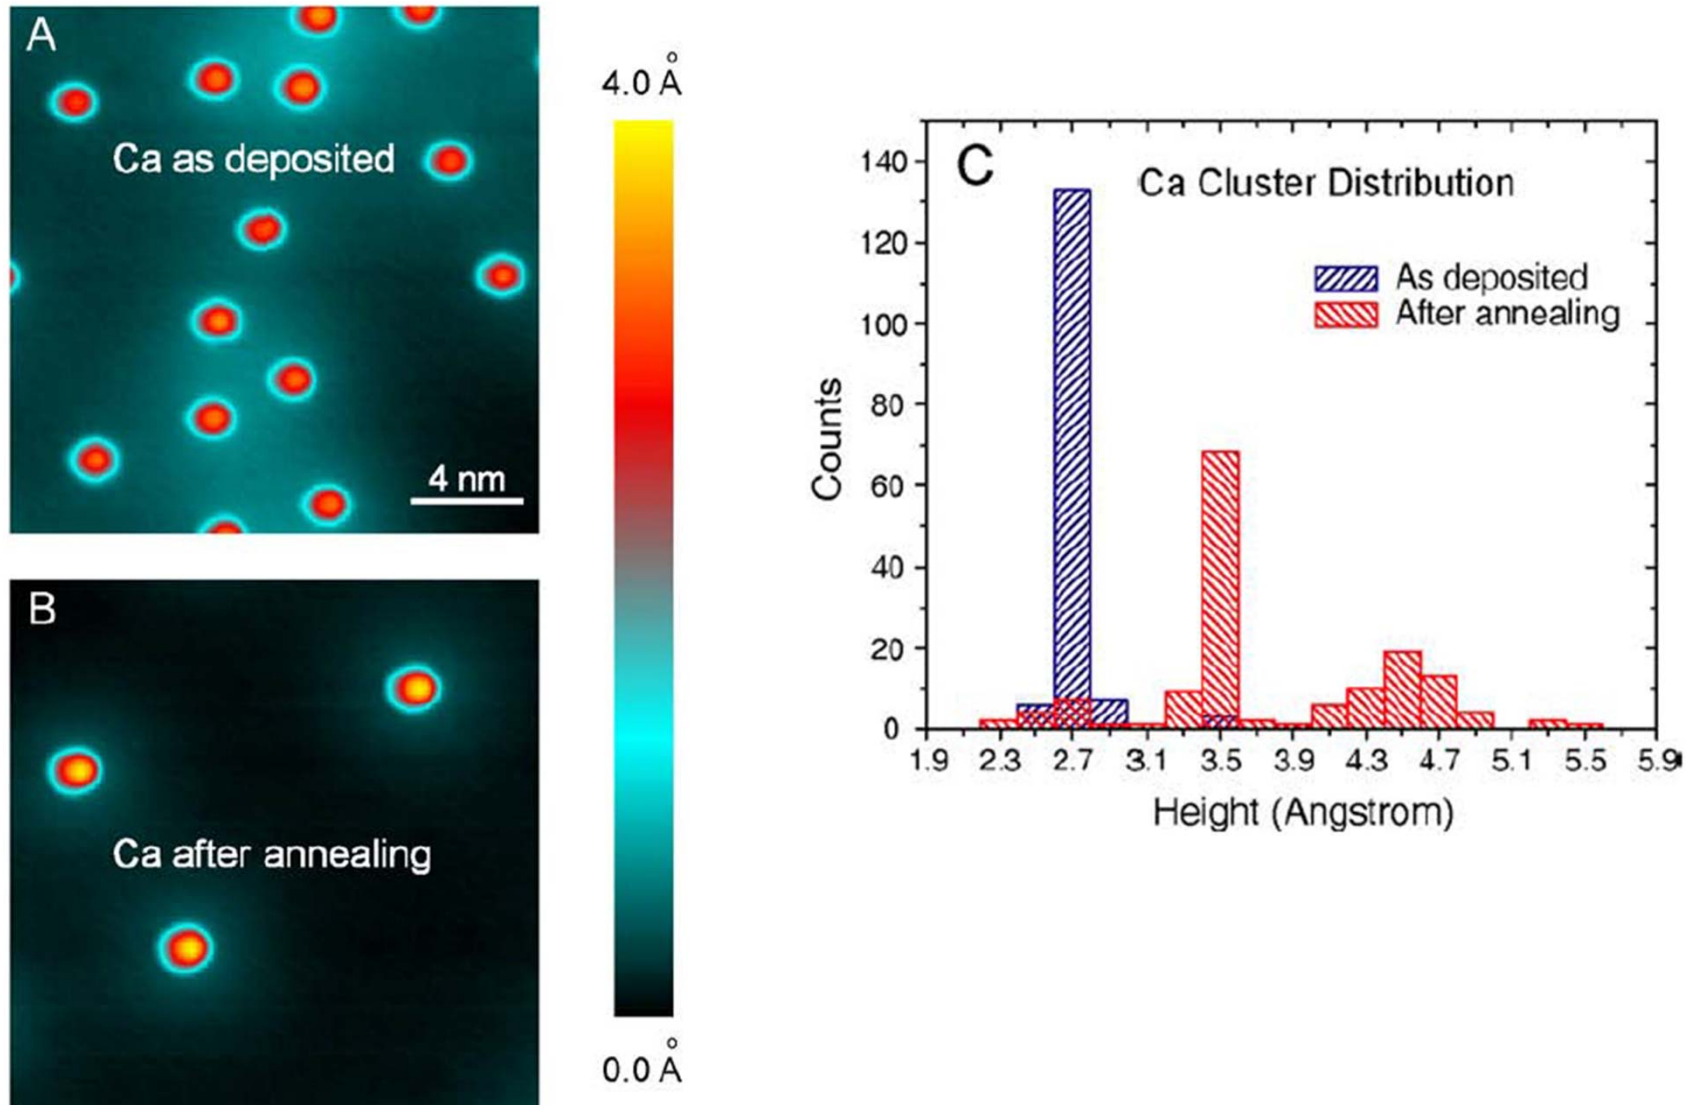 A
Ca as deposited
4 nm
B
Ca after annealing
4.0 Å
0.0 Å
C
Ca Cluster Distribution
As deposited
After annealing
Counts
140
120
100
80
60
40
20
0
1.9 2.3 2.7 3.1 3.5 3.9 4.3 4.7 5.1 5.5 5.9
Height (Angstrom)